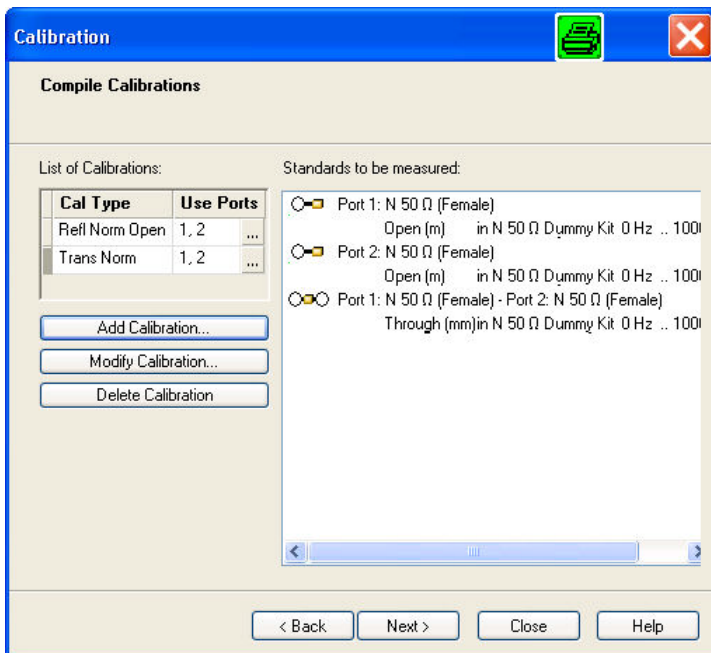 Calibration
Compile Calibrations
List of Calibrations:
Cal Type Use Ports
Refl Norm Open 1, 2 ...
Trans Norm 1, 2 ...
Add Calibration...
Modify Calibration...
Delete Calibration
Standards to be measured:
Port 1: N 50 Ω (Female)
Open (m) in N 50 Ω Dummy Kit 0 Hz .. 100
Port 2: N 50 Ω (Female)
Open (m) in N 50 Ω Dummy Kit 0 Hz .. 100
Port 1: N 50 Ω (Female) - Port 2: N 50 Ω (Female)
Through (mm)in N 50 Ω Dummy Kit 0 Hz .. 100
< Back Next > Close Help